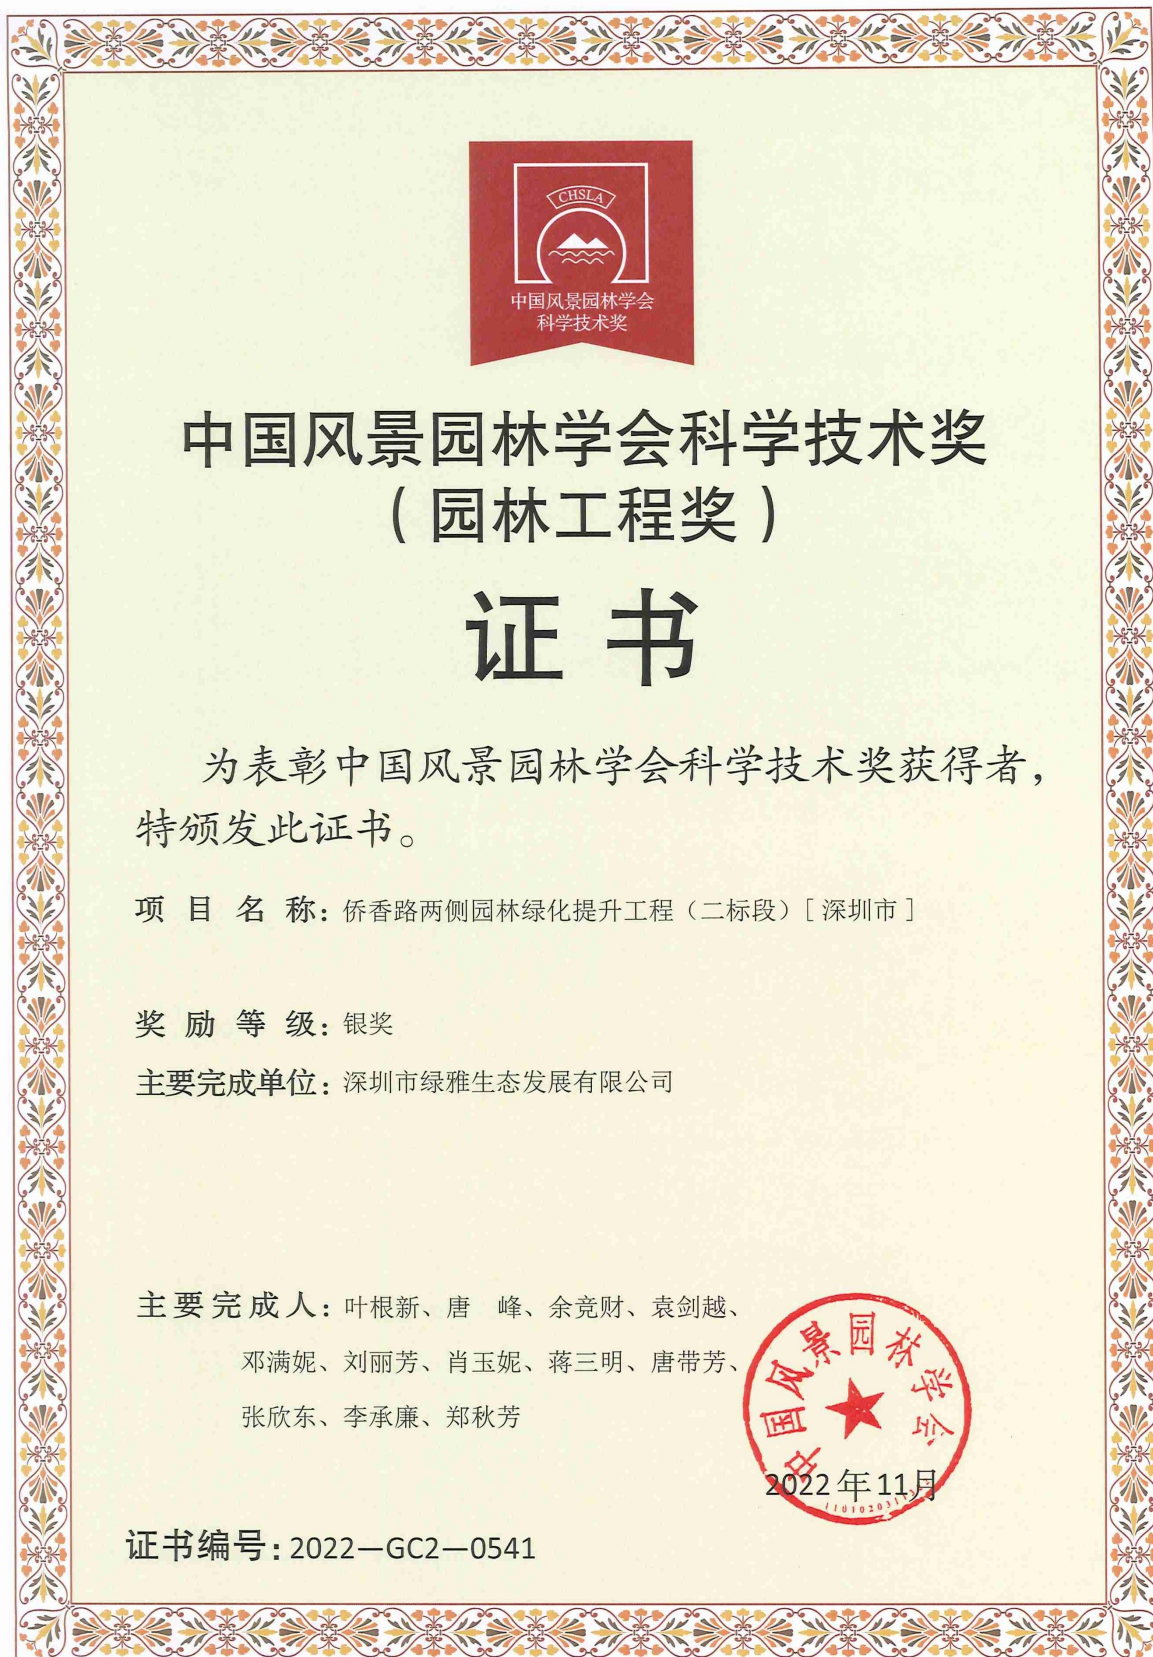 CHSLA
中国风景园林学会
科学技术奖
中国风景园林学会科学技术奖
（园林工程奖）
证书
为表彰中国风景园林学会科学技术奖获得者，
特颁发此证书。
项目名称：侨香路两侧园林绿化提升工程（二标段）[深圳市]
奖励等级：银奖
主要完成单位：深圳市绿雅生态发展有限公司
主要完成人：叶根新、唐　峰、余竞财、袁剑越、
邓满妮、刘丽芳、肖玉妮、蒋三明、唐带芳、
张欣东、李承廉、郑秋芳
中国风景园林学会
2022年11月
证书编号：2022—GC2—0541